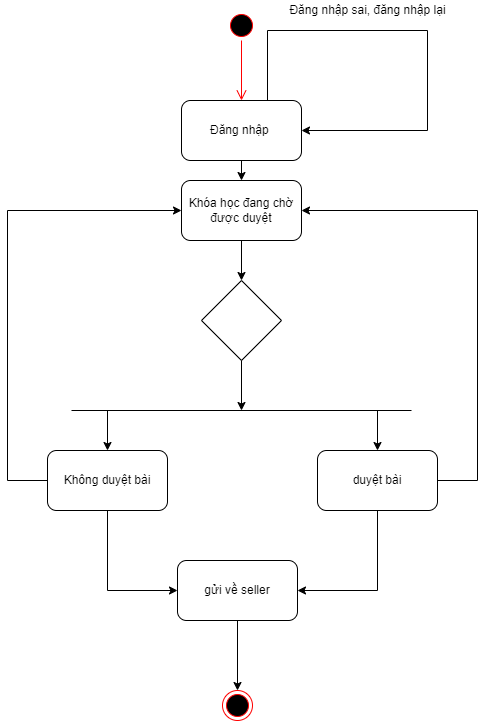 Đăng nhập sai, đăng nhập lại
Đăng nhập
Khóa học đang chờ
được duyệt
Không duyệt bài
duyệt bài
gửi về seller